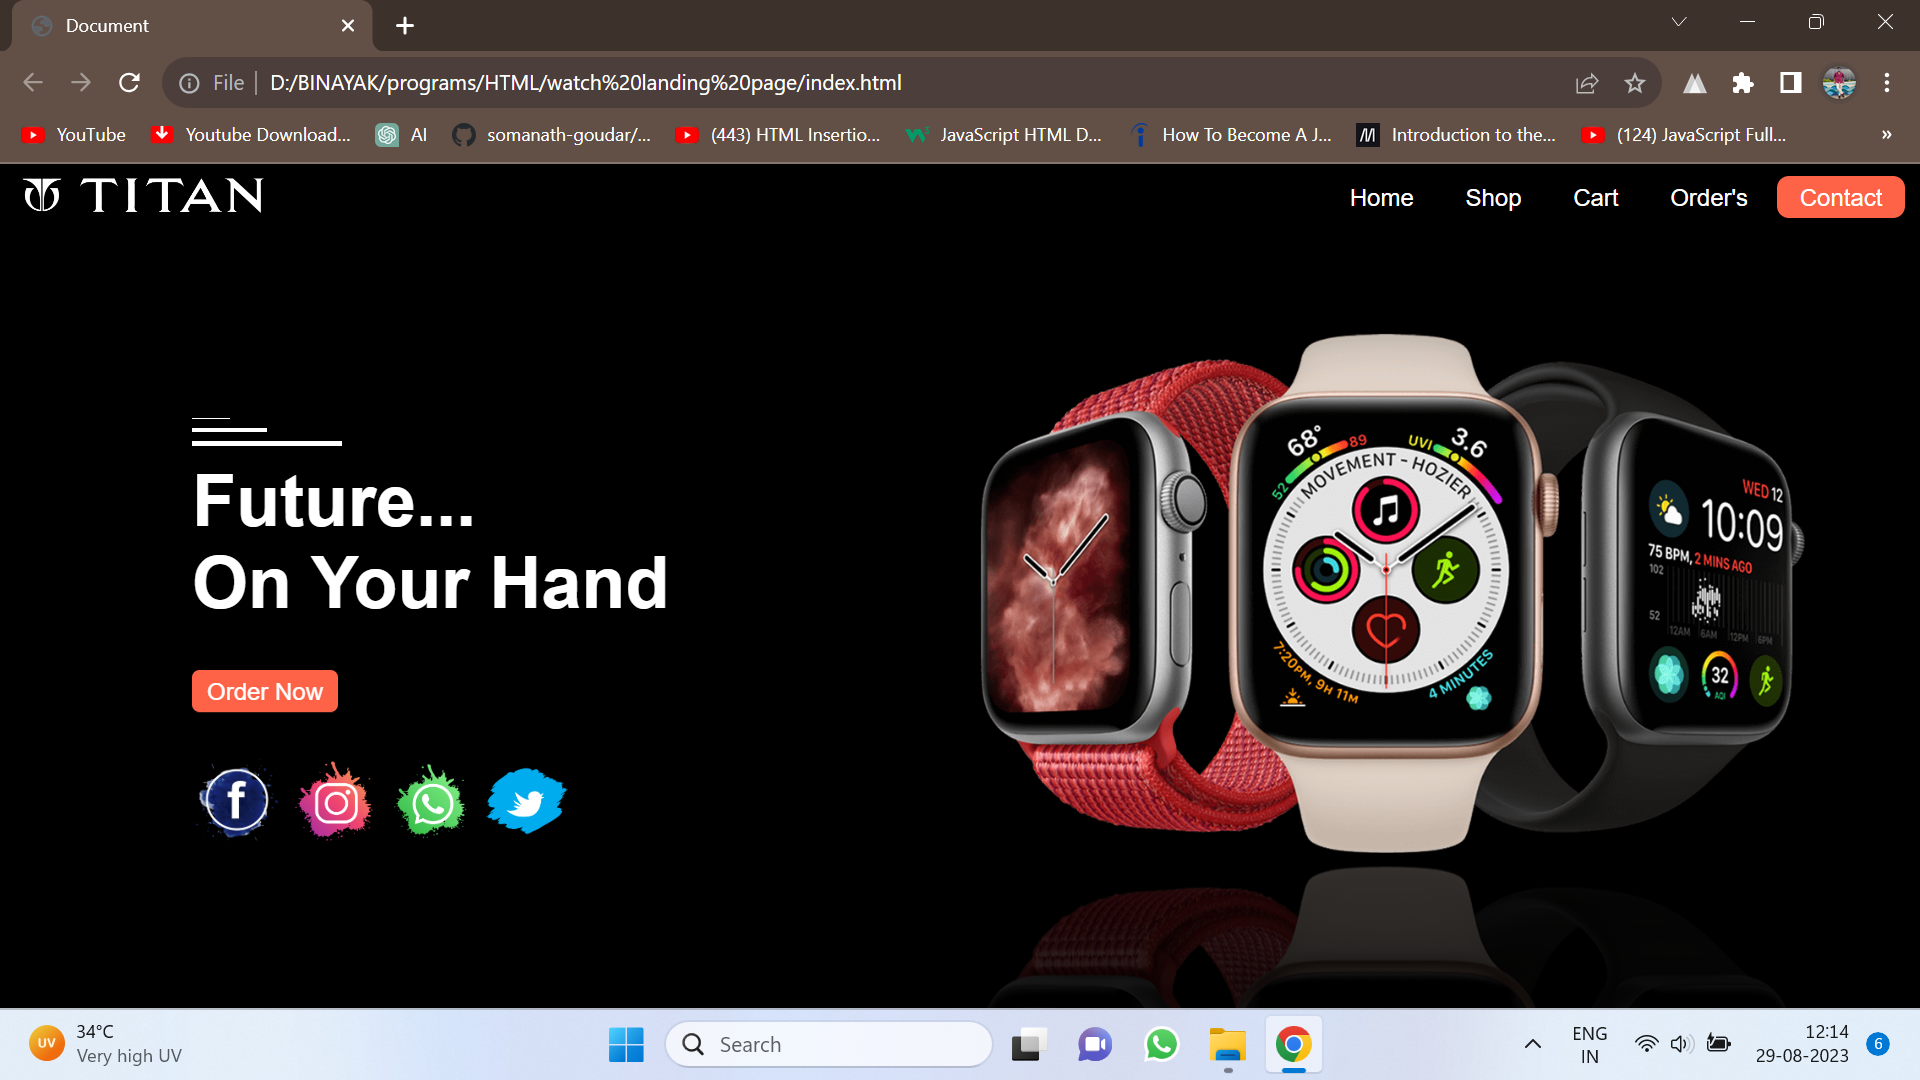 Document
File
D:/BINAYAK/programs/HTML/watch%20landing%20page/index.html
YouTube
Youtube Download...
AI
somanath-goudar/...
(443) HTML Insertio...
JavaScript HTML D...
How To Become A J...
Introduction to the...
(124) JavaScript Full...
»
TITAN
Home
Shop
Cart
Order's
Contact
Future...
On Your Hand
Order Now
68°
89
52
UVI
3.6
MOVEMENT - HOZIER
7:20PM, 9H 11M
4 MINUTES
WED 12
10:09
75 BPM, 2 MINS AGO
102
52
12AM 6AM 12PM 6PM
32
AQI
UV
34°C
Very high UV
Search
ENG
IN
12:14
29-08-2023
6